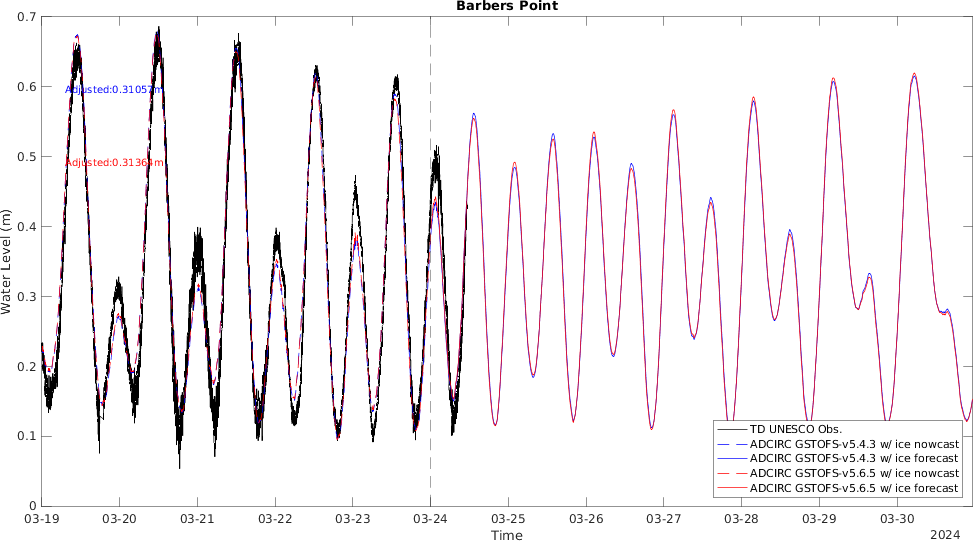 Barbers Point
0.7
0.6
0.5
0.4
0.3
0.2
0.1
0
Water Level (m)
Adjusted:0.31057m
Adjusted:0.31364m
TD UNESCO Obs.
ADCIRC GSTOFS-v5.4.3 w/ ice nowcast
ADCIRC GSTOFS-v5.4.3 w/ ice forecast
ADCIRC GSTOFS-v5.6.5 w/ ice nowcast
ADCIRC GSTOFS-v5.6.5 w/ ice forecast
03-19 03-20 03-21 03-22 03-23 03-24 03-25 03-26 03-27 03-28 03-29 03-30
Time
2024